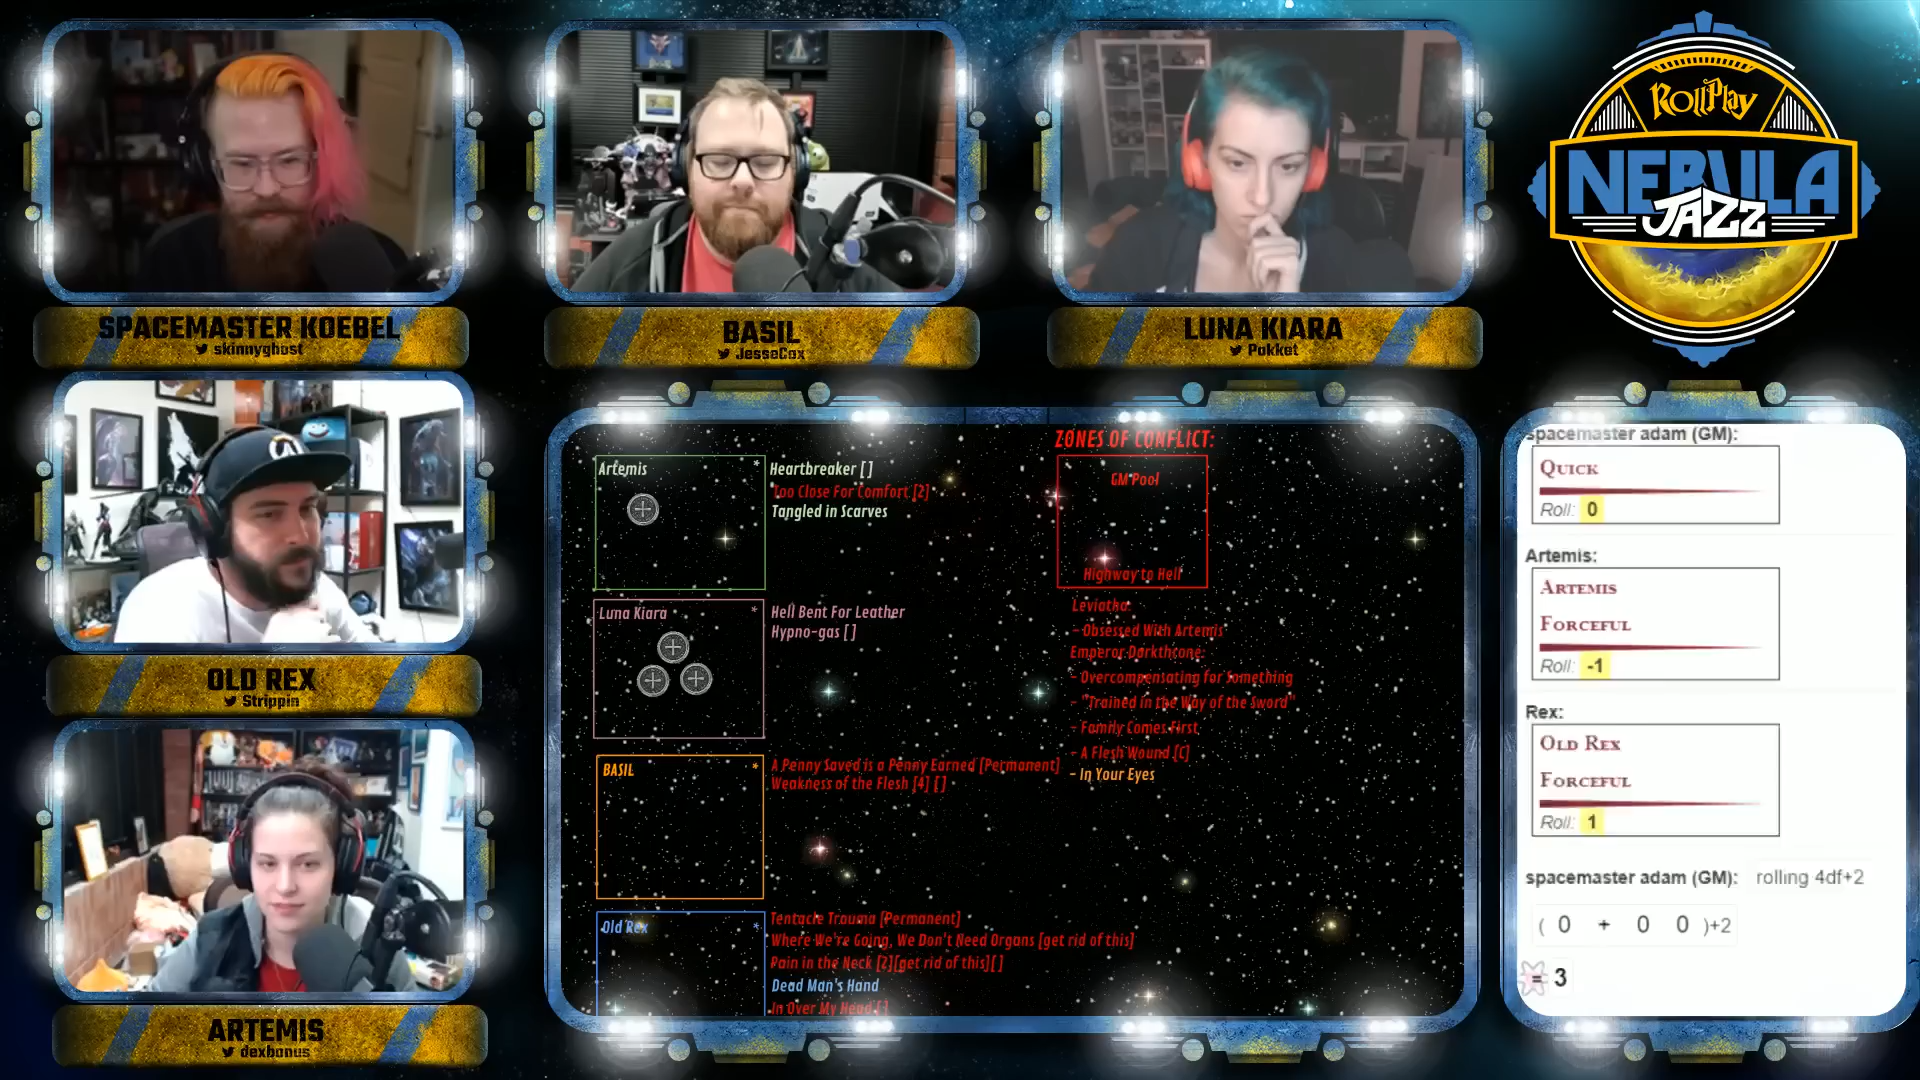 ROLLPLAY
NEBULA
JAZZ
SPACEMASTER KOEBEL
skinnyghost
BASIL
JesseCox
LUNA KIARA
Pokket
OLD REX
Strippin
ARTEMIS
dexbonus
Artemis *
Heartbreaker [ ]
Too Close For Comfort [2]
Tangled in Scarves
Luna Kiara *
Hell Bent For Leather
Hypno-gas [ ]
BASIL *
A Penny Saved is a Penny Earned [Permanent]
Weakness of the Flesh [4] [ ]
Old Rex *
Tentacle Trauma [Permanent]
Where We're Going, We Don't Need Organs [get rid of this]
Pain in the Neck [2][get rid of this][ ]
Dead Man's Hand
In Over My Head [ ]
ZONES OF CONFLICT:
GM Pool
Highway to Hell
Leviatha:
- Obsessed With Artemis
Emperor Darkthrone:
- Overcompensating for Something
- "Trained in the Way of the Sword"
- Family Comes First
- A Flesh Wound [C]
- In Your Eyes
spacemaster adam (GM):
QUICK
Roll: 0
Artemis:
ARTEMIS
FORCEFUL
Roll: -1
Rex:
OLD REX
FORCEFUL
Roll: 1
spacemaster adam (GM): rolling 4df+2
( 0 + 0 0 )+2
= 3